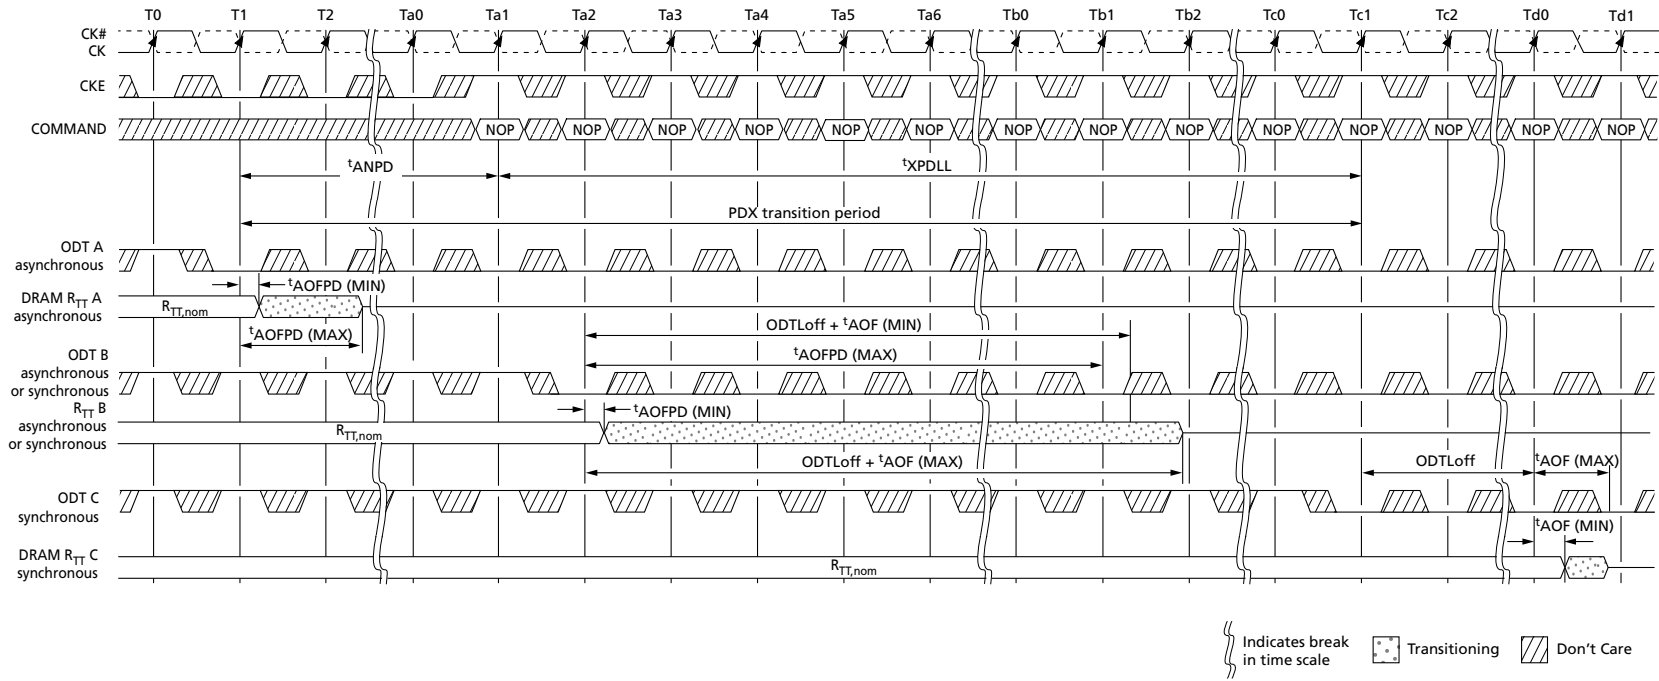 T0 T1 T2 Ta0 Ta1 Ta2 Ta3 Ta4 Ta5 Ta6 Tb0 Tb1 Tb2 Tc0 Tc1 Tc2 Td0 Td1
CK#
CK
CKE
COMMAND NOP NOP NOP NOP NOP NOP NOP NOP NOP NOP NOP NOP NOP NOP
tANPD tXPDLL
PDX transition period
ODT A
asynchronous
tAOFPD (MIN)
DRAM RTT A
asynchronous
RTT,nom
tAOFPD (MAX)
ODTLoff + tAOF (MIN)
tAOFPD (MAX)
ODT B
asynchronous
or synchronous
tAOFPD (MIN)
RTT B
asynchronous
or synchronous
RTT,nom
ODTLoff + tAOF (MAX) ODTLoff tAOF (MAX)
ODT C
synchronous
tAOF (MIN)
DRAM RTT C
synchronous
RTT,nom
Indicates break
in time scale
Transitioning
Don't Care